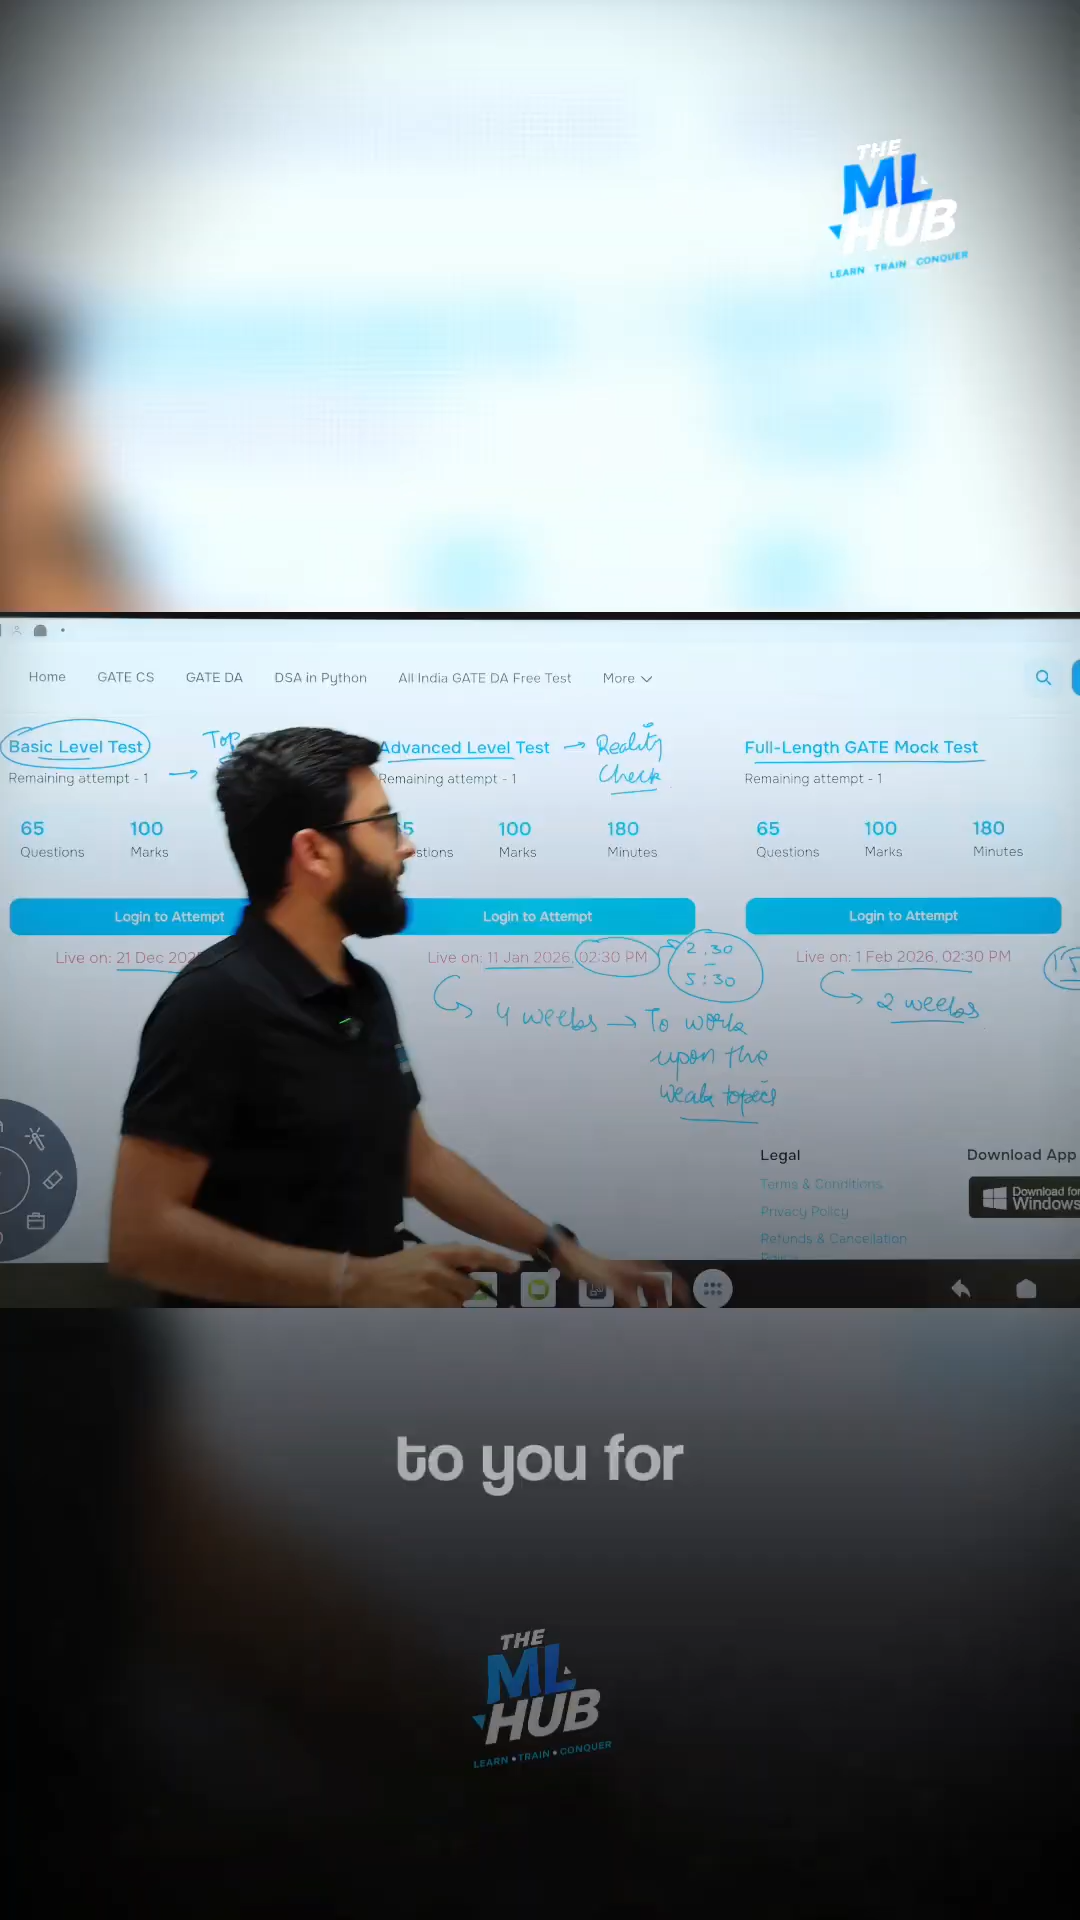 THE
ML
HUB
LEARN TRAIN CONQUER
Home GATE CS GATE DA DSA in Python All India GATE DA Free Test More
Basic Level Test
Top
Remaining attempt - 1
65 100
Questions Marks
Login to Attempt
Live on: 21 Dec
Advanced Level Test → Reality
Check
Remaining attempt - 1
100 180
Marks Minutes
Login to Attempt
Live on: 11 Jan 2026, 02:30 PM
2.30
-
5:30
4 weeks → To work
upon the
weak topics
Full-Length GATE Mock Test
Remaining attempt - 1
65 100 180
Questions Marks Minutes
Login to Attempt
Live on: 1 Feb 2026, 02:30 PM
2 weeks
Legal
Terms & Conditions
Privacy Policy
Refunds & Cancellation
Download App
Download for
Windows
to you for
THE
ML
HUB
LEARN • TRAIN • CONQUER